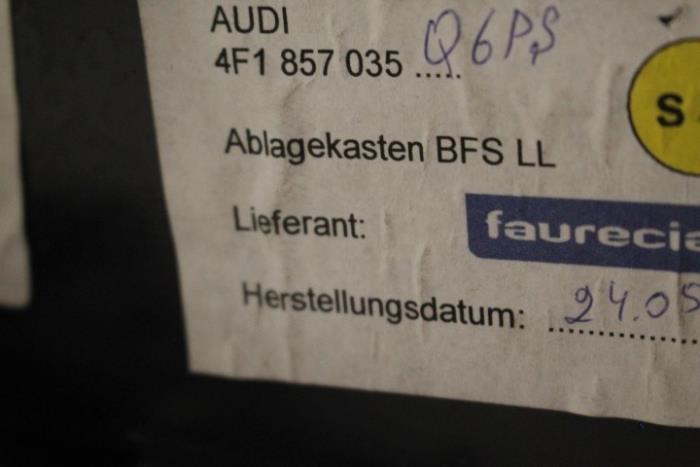 AUDI
4F1 857 035 ..... Q6PS
Ablagekasten BFS LL
Lieferant: faurecia
Herstellungsdatum: 24.05
S